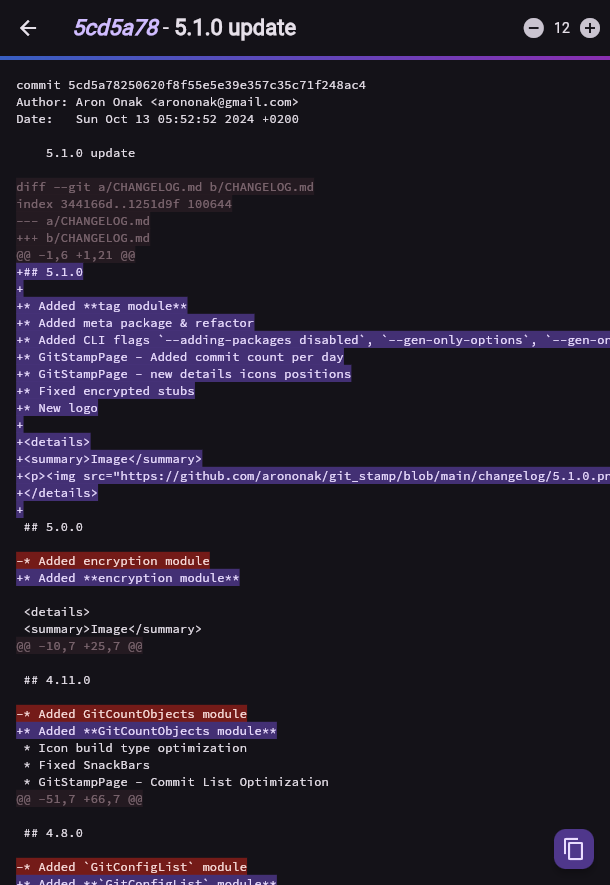 5cd5a78 - 5.1.0 update
12
commit 5cd5a78250620f8f55e5e39e357c35c71f248ac4
Author: Aron Onak <arononak@gmail.com>
Date:   Sun Oct 13 05:52:52 2024 +0200
5.1.0 update
diff --git a/CHANGELOG.md b/CHANGELOG.md
index 344166d..1251d9f 100644
--- a/CHANGELOG.md
+++ b/CHANGELOG.md
@@ -1,6 +1,21 @@
+## 5.1.0
+
+* Added **tag module**
+* Added meta package & refactor
+* Added CLI flags `--adding-packages disabled`, `--gen-only-options`, `--gen-on
+* GitStampPage - Added commit count per day
+* GitStampPage - new details icons positions
+* Fixed encrypted stubs
+* New logo
+
+<details>
+<summary>Image</summary>
+<p><img src="https://github.com/arononak/git_stamp/blob/main/changelog/5.1.0.pn
+</details>
+
## 5.0.0
-* Added encryption module
+* Added **encryption module**
<details>
<summary>Image</summary>
@@ -10,7 +25,7 @@
## 4.11.0
-* Added GitCountObjects module
+* Added **GitCountObjects module**
* Icon build type optimization
* Fixed SnackBars
* GitStampPage - Commit List Optimization
@@ -51,7 +66,7 @@
## 4.8.0
-* Added `GitConfigList` module
+* Added **`GitConfigList` module**